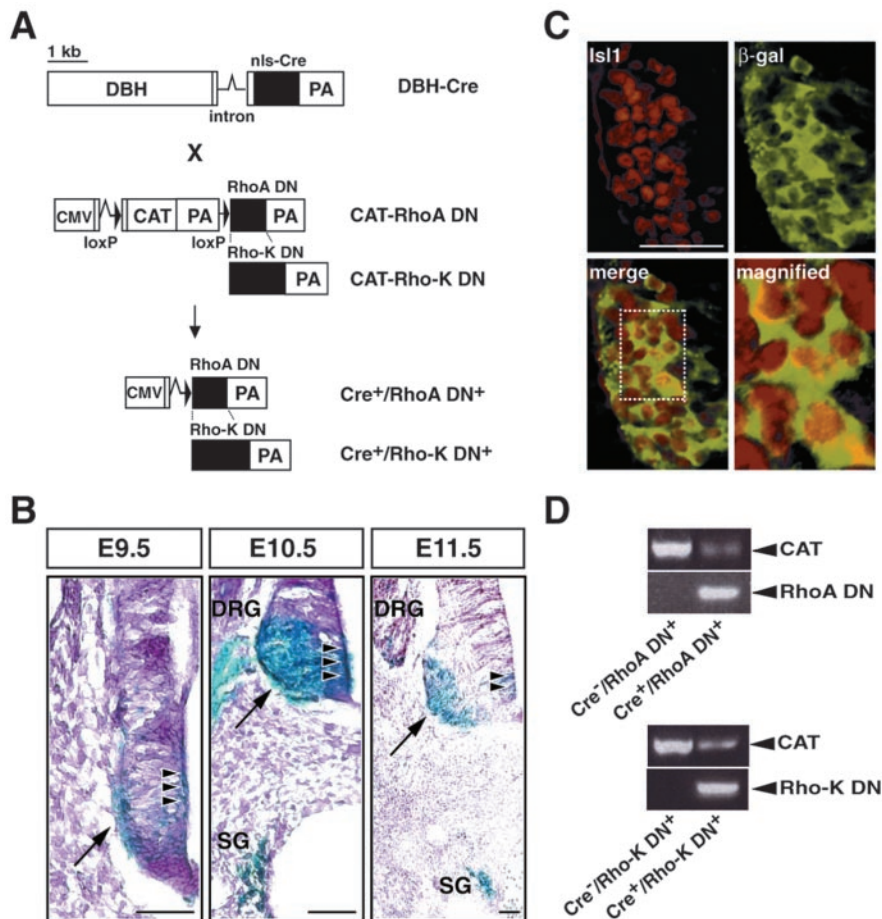 A
1 kb
nls-Cre
DBH
PA
DBH-Cre
intron
X
RhoA DN
CMV
CAT
PA
PA
CAT-RhoA DN
loxP
loxP
Rho-K DN
PA
CAT-Rho-K DN
RhoA DN
CMV
PA
Cre+/RhoA DN+
Rho-K DN
PA
Cre+/Rho-K DN+
B
E9.5
E10.5
E11.5
DRG
DRG
SG
SG
C
Isl1
β-gal
merge
magnified
D
CAT
RhoA DN
Cre-/RhoA DN+
Cre+/RhoA DN+
CAT
Rho-K DN
Cre-/Rho-K DN+
Cre+/Rho-K DN+